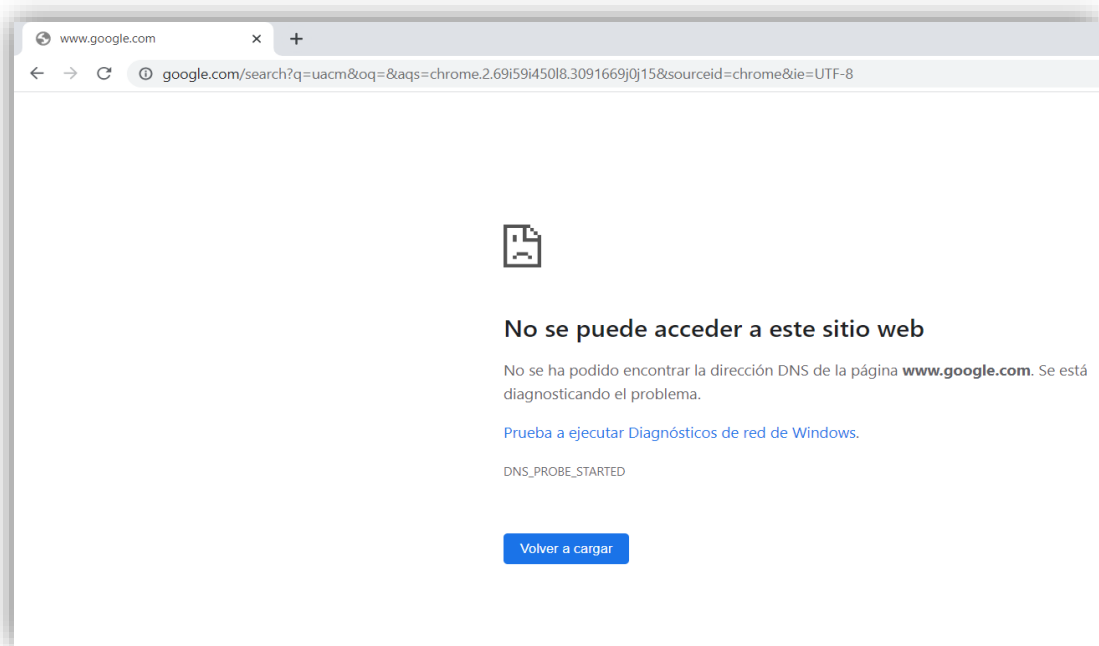 www.google.com
google.com/search?q=uacm&oq=&aqs=chrome.2.69i59i450l8.3091669j0j15&sourceid=chrome&ie=UTF-8
No se puede acceder a este sitio web
No se ha podido encontrar la dirección DNS de la página www.google.com. Se está
diagnosticando el problema.
Prueba a ejecutar Diagnósticos de red de Windows.
DNS_PROBE_STARTED
Volver a cargar